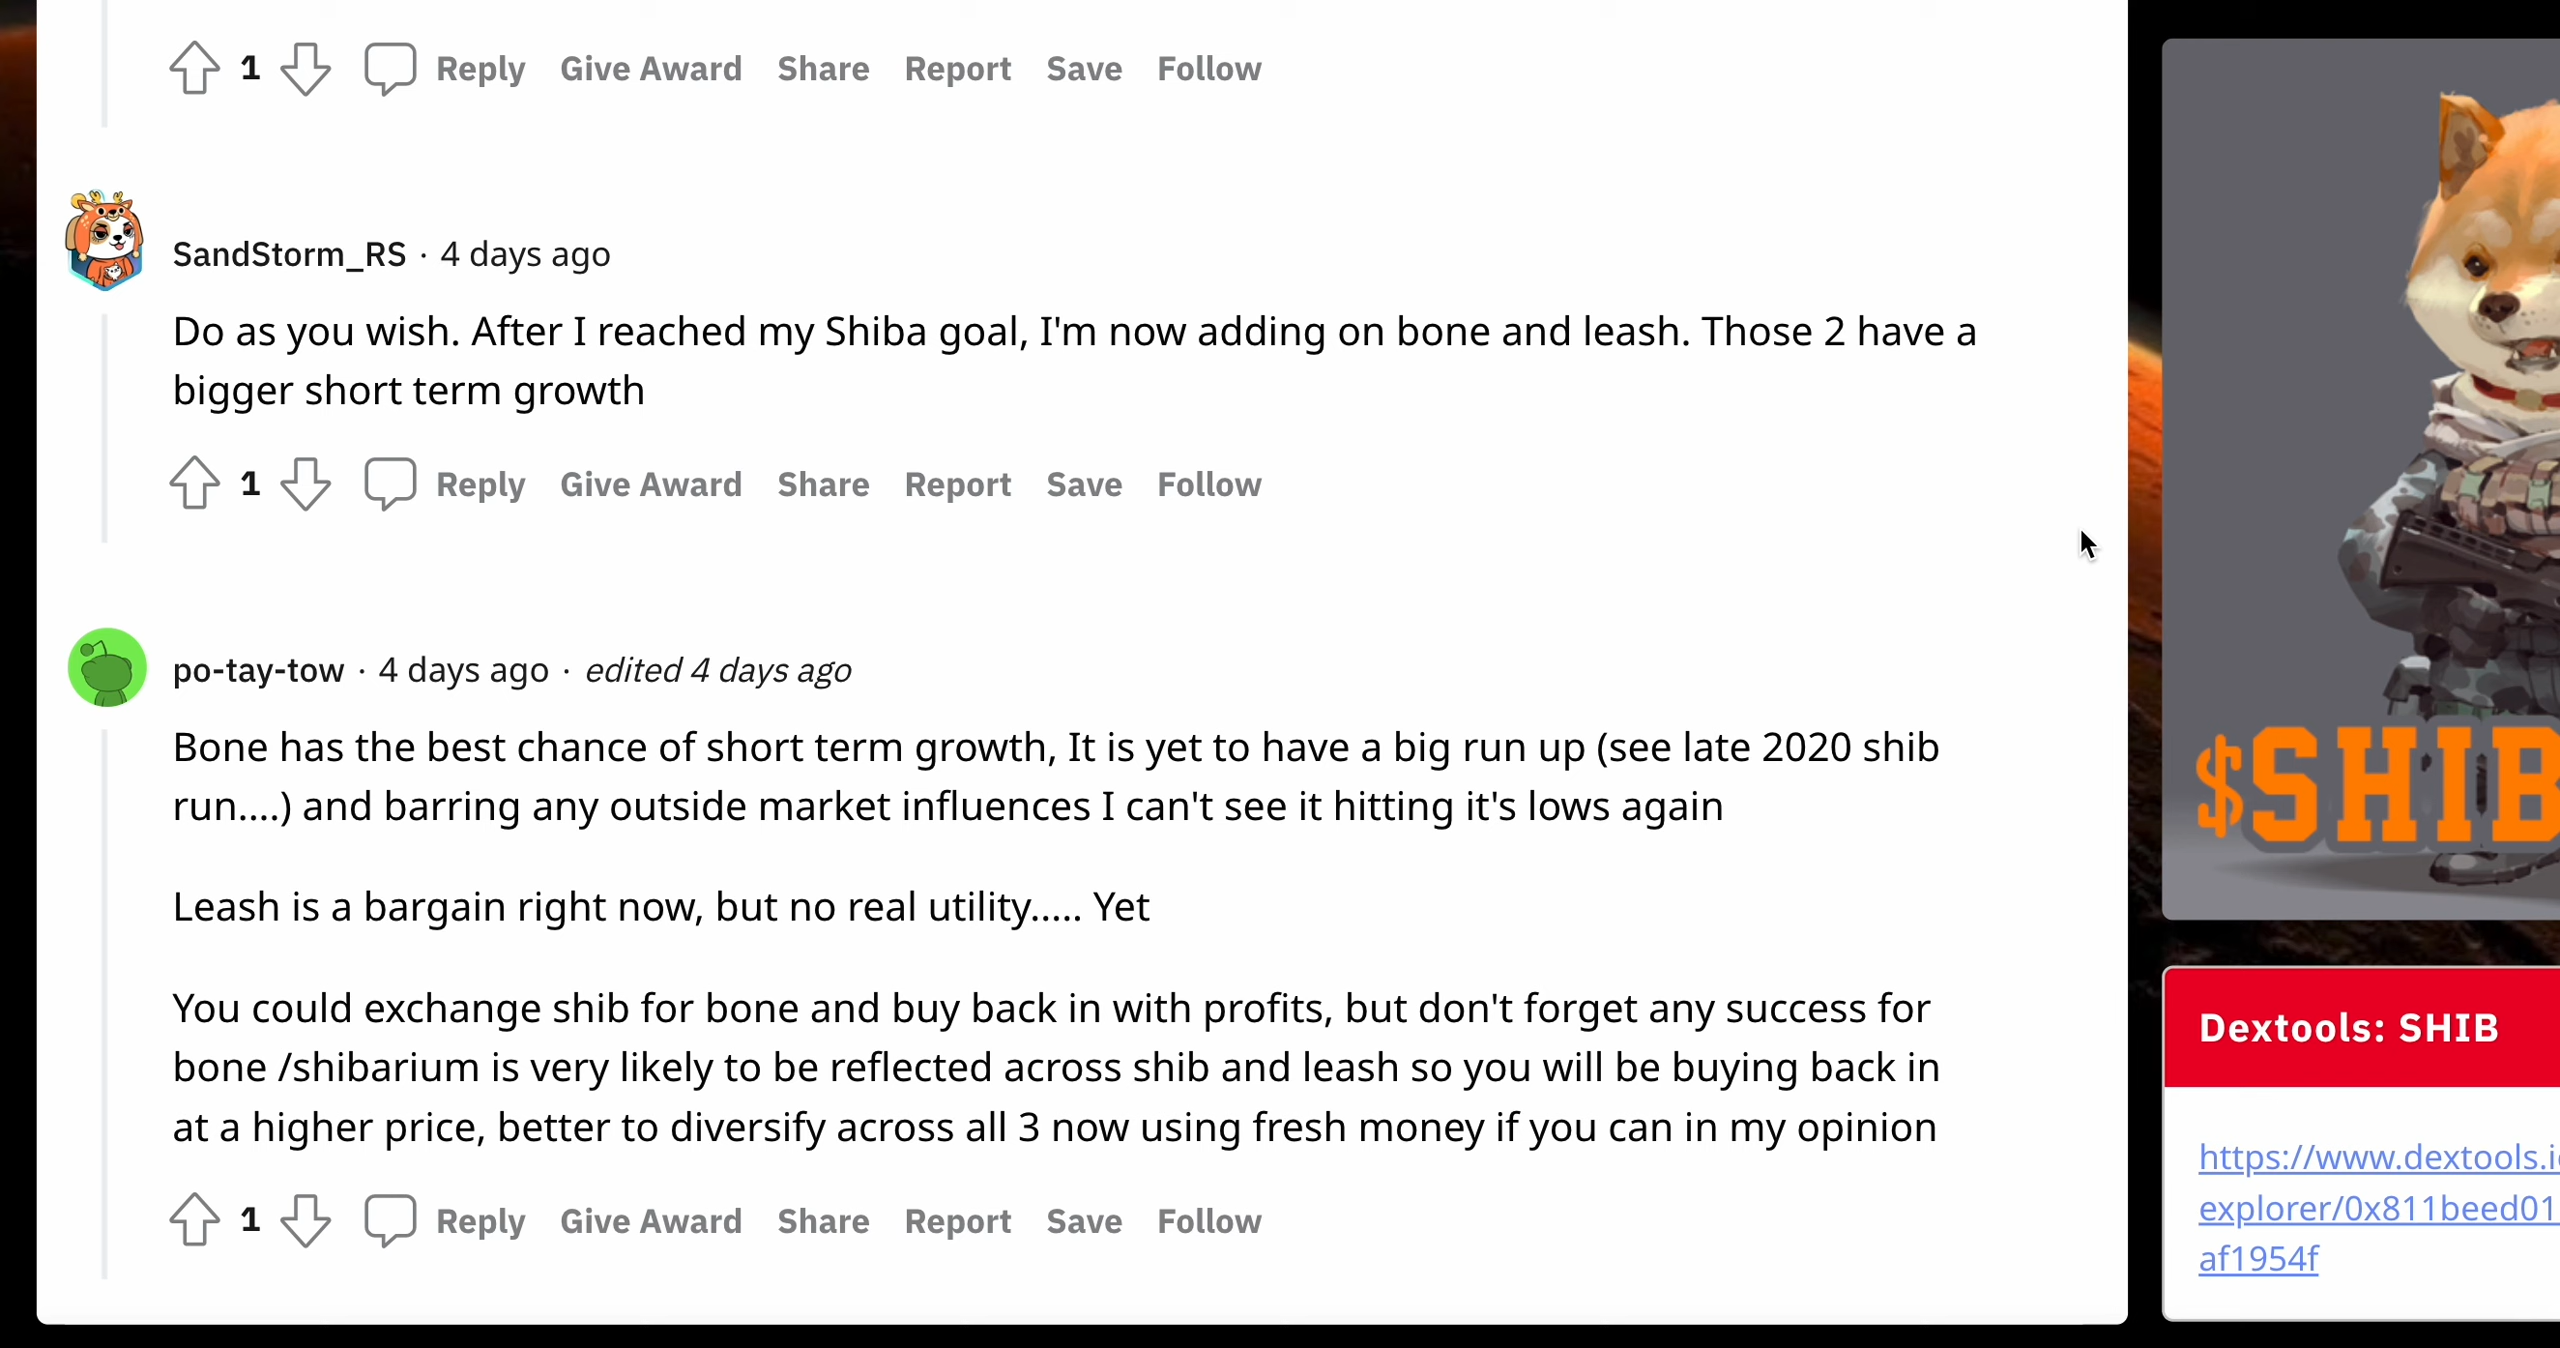 1 Reply Give Award Share Report Save Follow
SandStorm_RS · 4 days ago
Do as you wish. After I reached my Shiba goal, I'm now adding on bone and leash. Those 2 have a
bigger short term growth
1 Reply Give Award Share Report Save Follow
po-tay-tow · 4 days ago · edited 4 days ago
Bone has the best chance of short term growth, It is yet to have a big run up (see late 2020 shib
run....) and barring any outside market influences I can't see it hitting it's lows again
Leash is a bargain right now, but no real utility..... Yet
You could exchange shib for bone and buy back in with profits, but don't forget any success for
bone /shibarium is very likely to be reflected across shib and leash so you will be buying back in
at a higher price, better to diversify across all 3 now using fresh money if you can in my opinion
1 Reply Give Award Share Report Save Follow
$SHIB
Dextools: SHIB
https://www.dextools.i
explorer/0x811beed01
af1954f